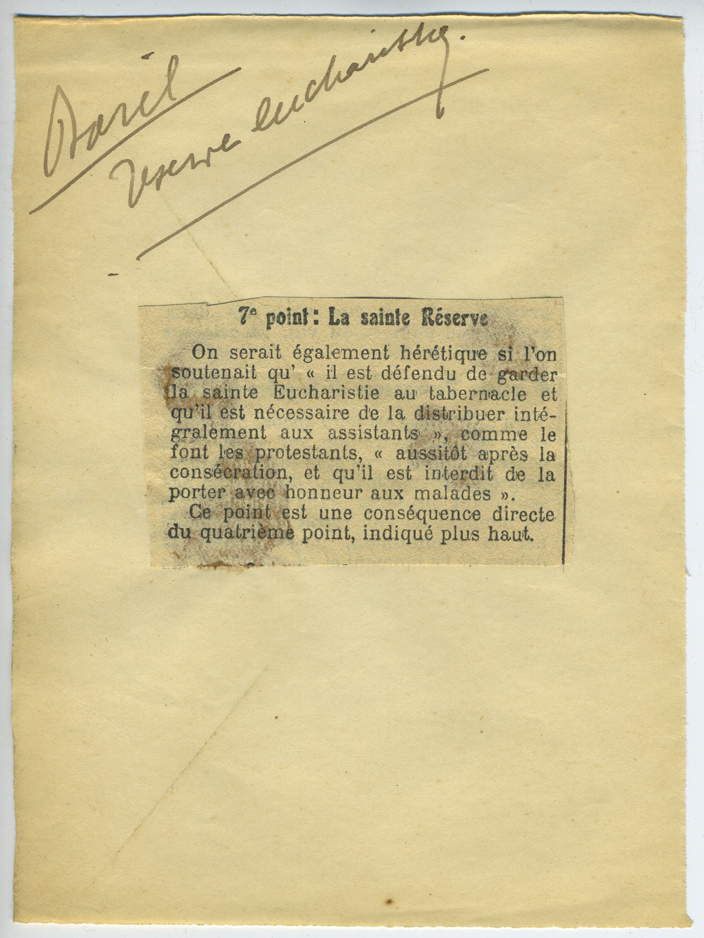 réserve eucharistiq.
7e point : La sainte Réserve
On serait également hérétique si l'on
soutenait qu' « il est défendu de garder
la sainte Eucharistie au tabernacle et
qu'il est nécessaire de la distribuer inté-
gralement aux assistants », comme le
font les protestants, « aussitôt après la
consécration, et qu'il est interdit de la
porter avec honneur aux malades ».
Ce point est une conséquence directe
du quatrième point, indiqué plus haut.